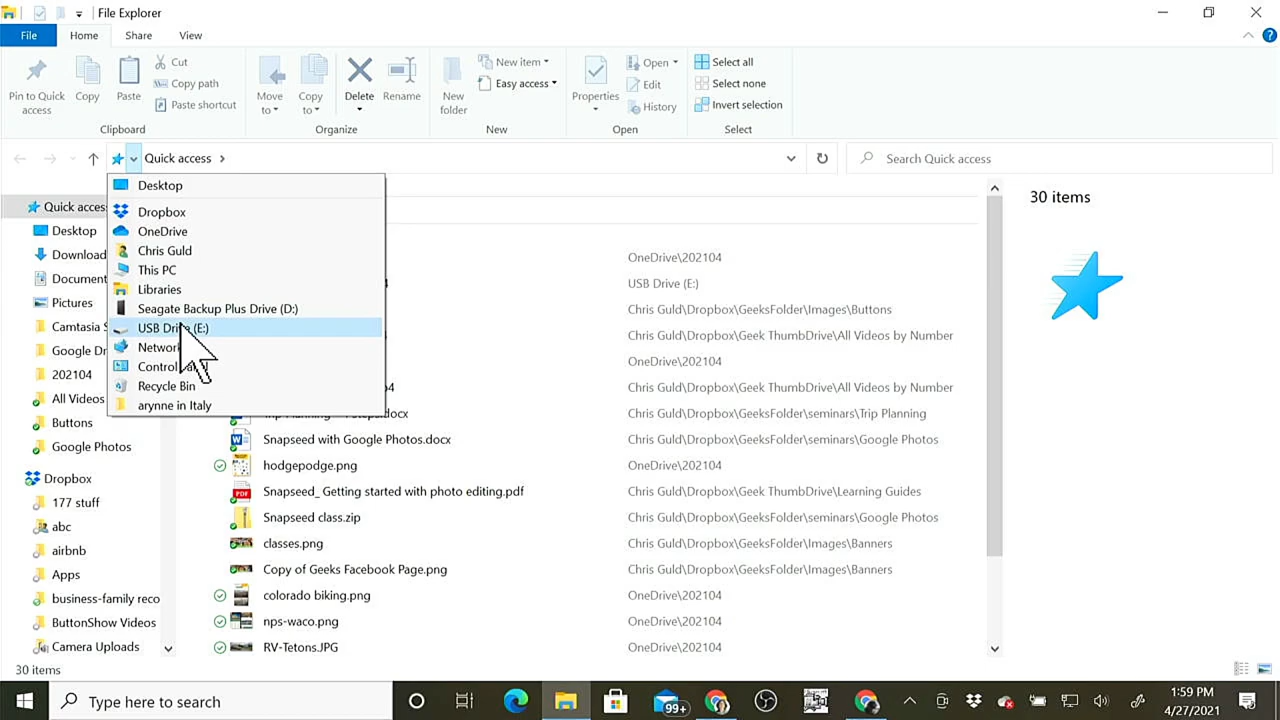 File Explorer
File Home Share View
Pin to Quick access
Copy
Paste
Cut
Copy path
Paste shortcut
Clipboard
Move to
Copy to
Delete
Rename
Organize
New folder
New item
Easy access
New
Properties
Open
Edit
History
Open
Select all
Select none
Invert selection
Select
Quick access
Search Quick access
Desktop
Dropbox
OneDrive
Chris Guld
This PC
Libraries
Seagate Backup Plus Drive (D:)
USB Drive (E:)
Network
Control
Recycle Bin
arynne in Italy
Quick access
Desktop
Download
Document
Pictures
Camtasia S
Google Dr
202104
All Videos
Buttons
Google Photos
Dropbox
177 stuff
abc
airbnb
Apps
business-family reco
ButtonShow Videos
Camera Uploads
OneDrive\202104
USB Drive (E:)
Chris Guld\Dropbox\GeeksFolder\Images\Buttons
Chris Guld\Dropbox\Geek ThumbDrive\All Videos by Number
OneDrive\202104
Chris Guld\Dropbox\Geek ThumbDrive\All Videos by Number
Chris Guld\Dropbox\GeeksFolder\seminars\Trip Planning
Snapseed with Google Photos.docx Chris Guld\Dropbox\GeeksFolder\seminars\Google Photos
hodgepodge.png OneDrive\202104
Snapseed_ Getting started with photo editing.pdf Chris Guld\Dropbox\Geek ThumbDrive\Learning Guides
Snapseed class.zip Chris Guld\Dropbox\GeeksFolder\seminars\Google Photos
classes.png Chris Guld\Dropbox\GeeksFolder\Images\Banners
Copy of Geeks Facebook Page.png Chris Guld\Dropbox\GeeksFolder\Images\Banners
colorado biking.png OneDrive\202104
nps-waco.png OneDrive\202104
RV-Tetons.JPG OneDrive\202104
30 items
30 items
Type here to search
99+
1:59 PM
4/27/2021